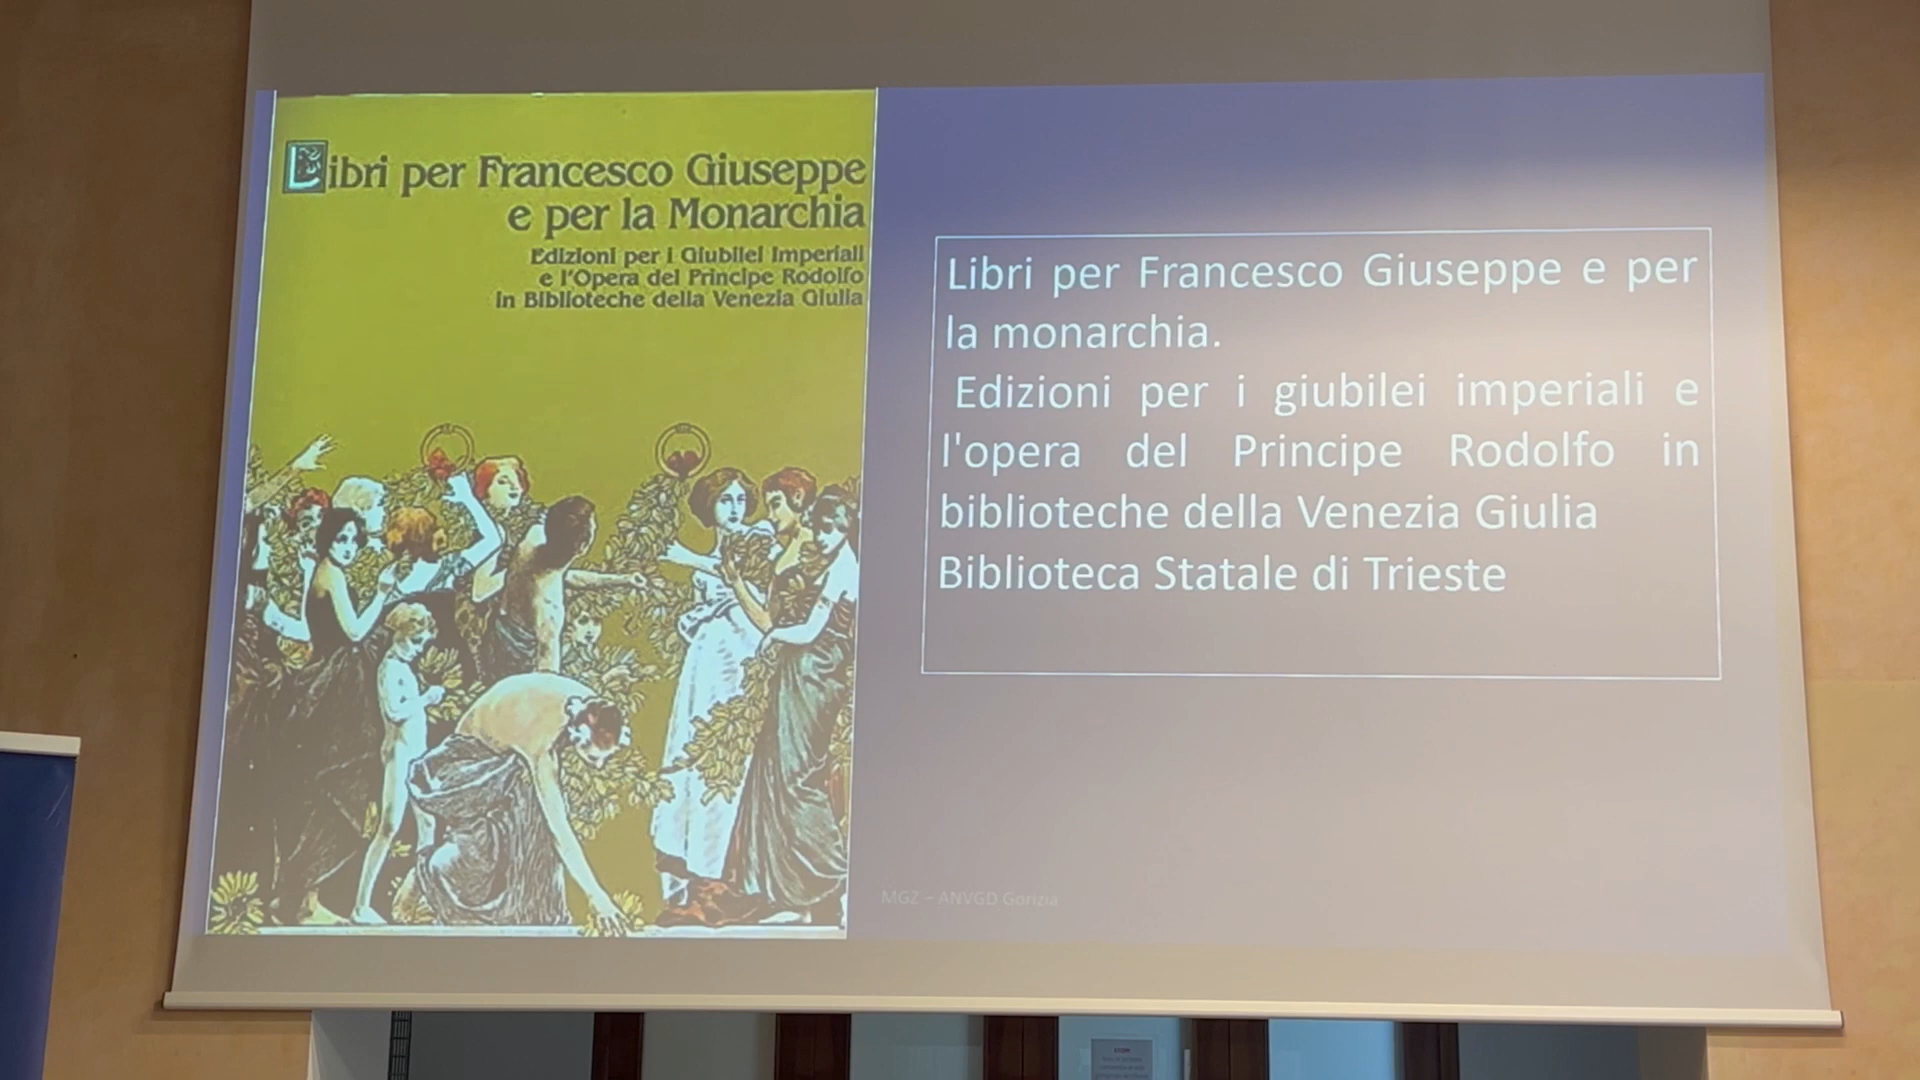 Libri per Francesco Giuseppe
e per la Monarchia
Edizioni per i Giubilei Imperiali
e l'Opera del Principe Rodolfo
in Biblioteche della Venezia Giulia
Libri per Francesco Giuseppe e per
la monarchia.
Edizioni per i giubilei imperiali e
l'opera del Principe Rodolfo in
biblioteche della Venezia Giulia
Biblioteca Statale di Trieste
MGZ – ANVGD Gorizia